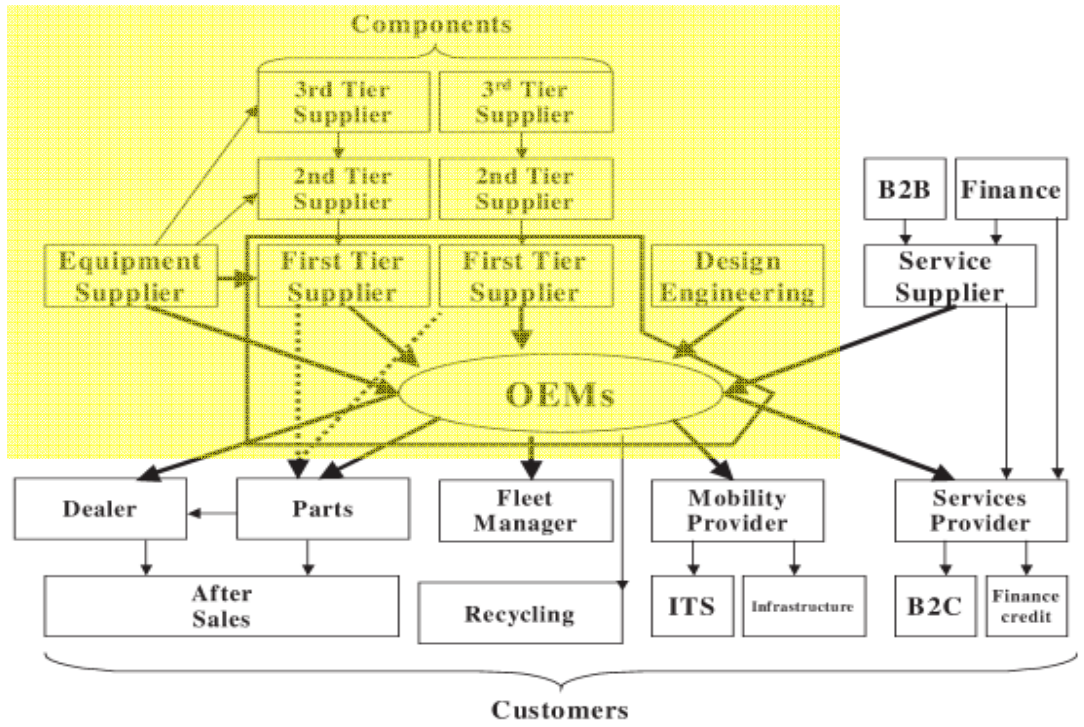 Components
3rd Tier
Supplier
3rd Tier
Supplier
2nd Tier
Supplier
2nd Tier
Supplier
B2B
Finance
Equipment
Supplier
First Tier
Supplier
First Tier
Supplier
Design
Engineering
Service
Supplier
OEMs
Dealer
Parts
Fleet
Manager
Mobility
Provider
Services
Provider
After
Sales
Recycling
ITS
Infrastructure
B2C
Finance
credit
Customers